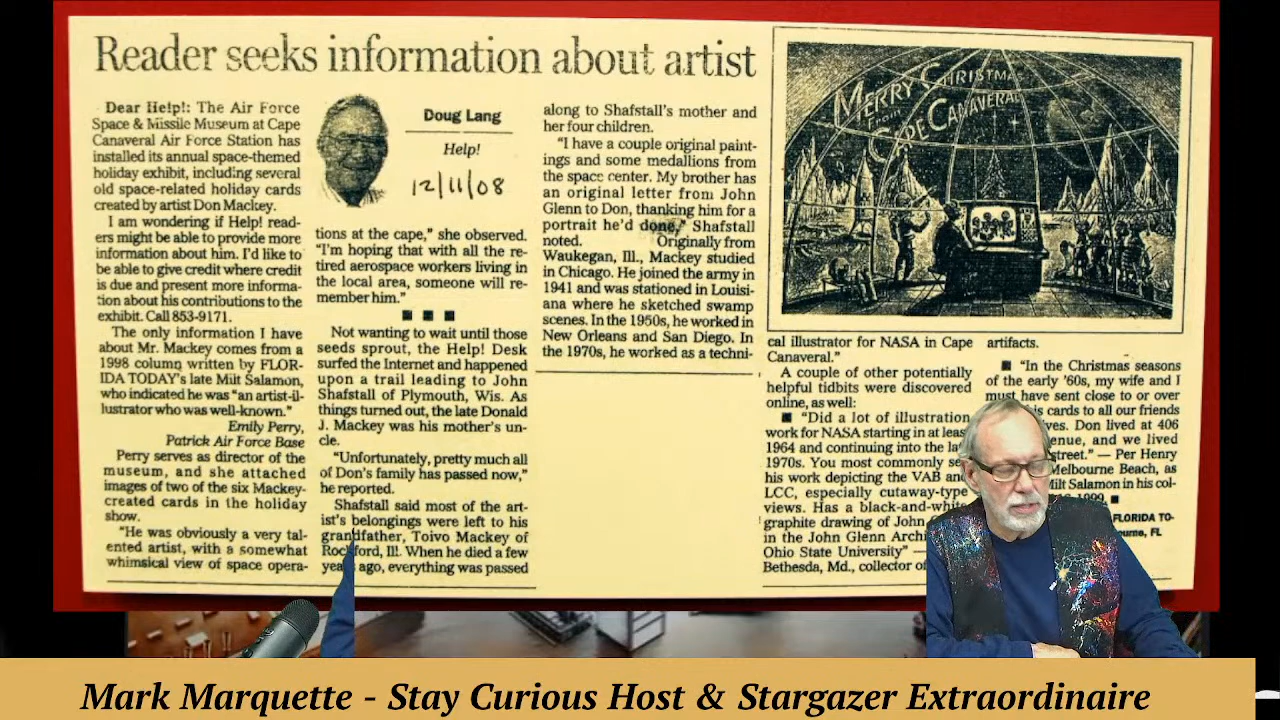 Reader seeks information about artist
Dear Help!: The Air Force
Space & Missile Museum at Cape
Canaveral Air Force Station has
installed its annual space-themed
holiday exhibit, including several
old space-related holiday cards
created by artist Don Mackey.
I am wondering if Help! read-
ers might be able to provide more
information about him. I'd like to
be able to give credit where credit
is due and present more informa-
tion about his contributions to the
exhibit. Call 853-9171.
The only information I have
about Mr. Mackey comes from a
1998 column written by FLOR-
IDA TODAY's late Milt Salamon,
who indicated he was "an artist-il-
lustrator who was well-known."
Emily Perry,
Patrick Air Force Base
Perry serves as director of the
museum, and she attached
images of two of the six Mackey-
created cards in the holiday
show.
"He was obviously a very tal-
ented artist, with a somewhat
whimsical view of space opera-
Doug Lang
Help!
12/11/08
tions at the cape," she observed.
"I'm hoping that with all the re-
tired aerospace workers living in
the local area, someone will re-
member him."
Not wanting to wait until those
seeds sprout, the Help! Desk
surfed the Internet and happened
upon a trail leading to John
Shafstall of Plymouth, Wis. As
things turned out, the late Donald
J. Mackey was his mother's un-
cle.
"Unfortunately, pretty much all
of Don's family has passed now,"
he reported.
Shafstall said most of the art-
ist's belongings were left to his
grandfather, Toivo Mackey of
Rockford, Ill. When he died a few
years ago, everything was passed
along to Shafstall's mother and
her four children.
"I have a couple original paint-
ings and some medallions from
the space center. My brother has
an original letter from John
Glenn to Don, thanking him for a
portrait he'd done," Shafstall
noted. Originally from
Waukegan, Ill., Mackey studied
in Chicago. He joined the army in
1941 and was stationed in Louisi-
ana where he sketched swamp
scenes. In the 1950s, he worked in
New Orleans and San Diego. In
the 1970s, he worked as a techni-
MERRY CHRISTMAS
from
CAPE CANAVERAL
cal illustrator for NASA in Cape
Canaveral."
A couple of other potentially
helpful tidbits were discovered
online, as well:
"Did a lot of illustration
work for NASA starting in at least
1964 and continuing into the late
1970s. You most commonly see
his work depicting the VAB and
LCC, especially cutaway-type
views. Has a black-and-white
graphite drawing of John
in the John Glenn Archi
Ohio State University" —
Bethesda, Md., collector of
artifacts.
"In the Christmas seasons
of the early '60s, my wife and I
must have sent close to or over
is cards to all our friends
ves. Don lived at 406
enue, and we lived
street." — Per Henry
Melbourne Beach, as
Milt Salamon in his col-
1999.
FLORIDA TO-
ourne, FL
Mark Marquette - Stay Curious Host & Stargazer Extraordinaire